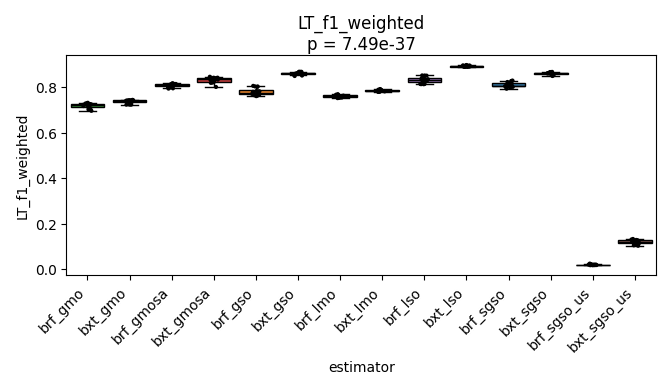 LT_f1_weighted
p = 7.49e-37
LT_f1_weighted
0.8
0.6
0.4
0.2
0.0
brf_gmo
bxt_gmo
brf_gmosa
bxt_gmosa
brf_gso
bxt_gso
brf_lmo
bxt_lmo
brf_lso
bxt_lso
brf_sgso
bxt_sgso
brf_sgso_us
bxt_sgso_us
estimator